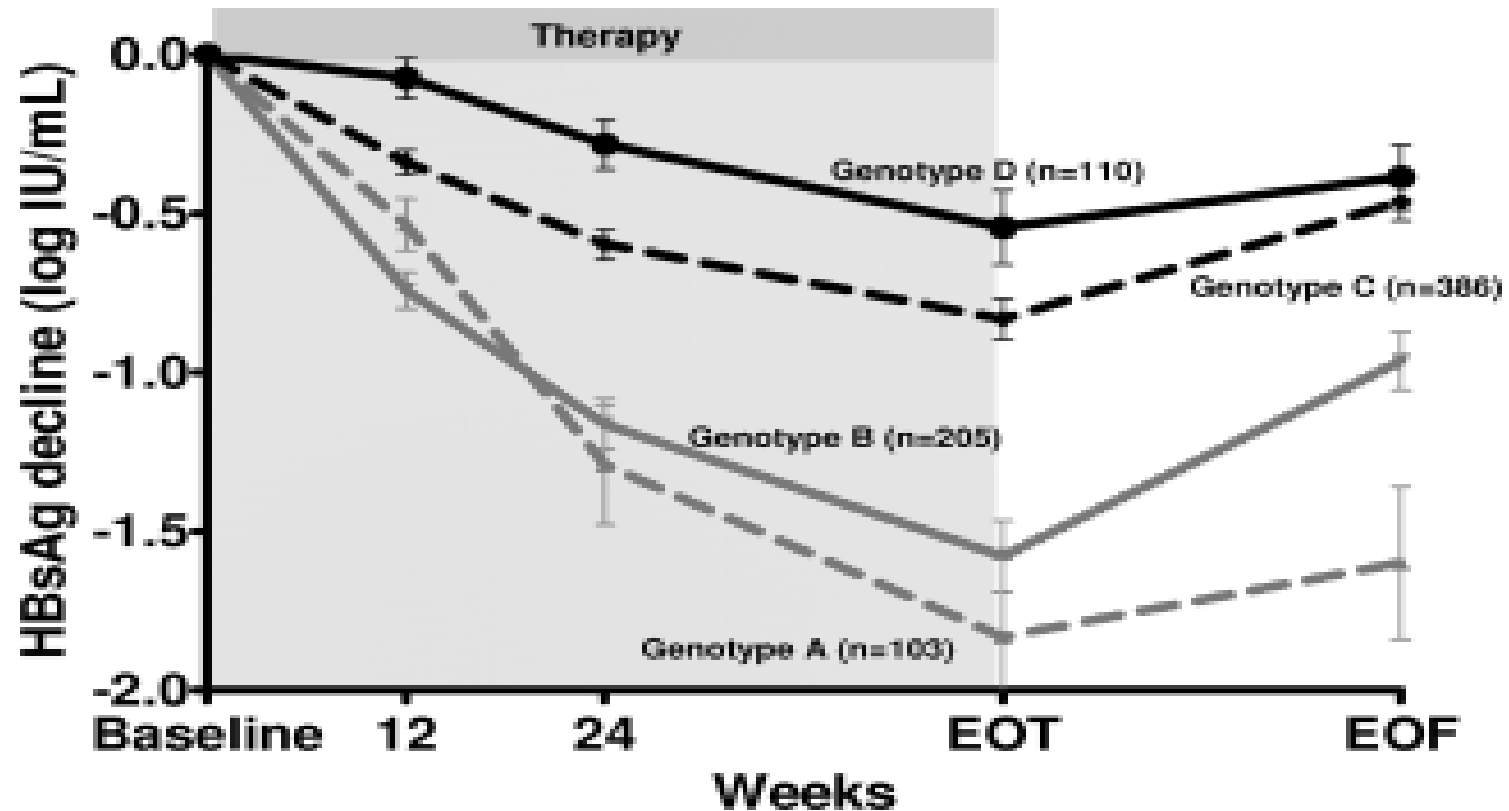 Therapy
HBsAg decline (log IU/mL)
0.0
-0.5
-1.0
-1.5
-2.0
Genotype D (n=110)
Genotype C (n=386)
Genotype B (n=205)
Genotype A (n=103)
Baseline 12 24 EOT EOF
Weeks